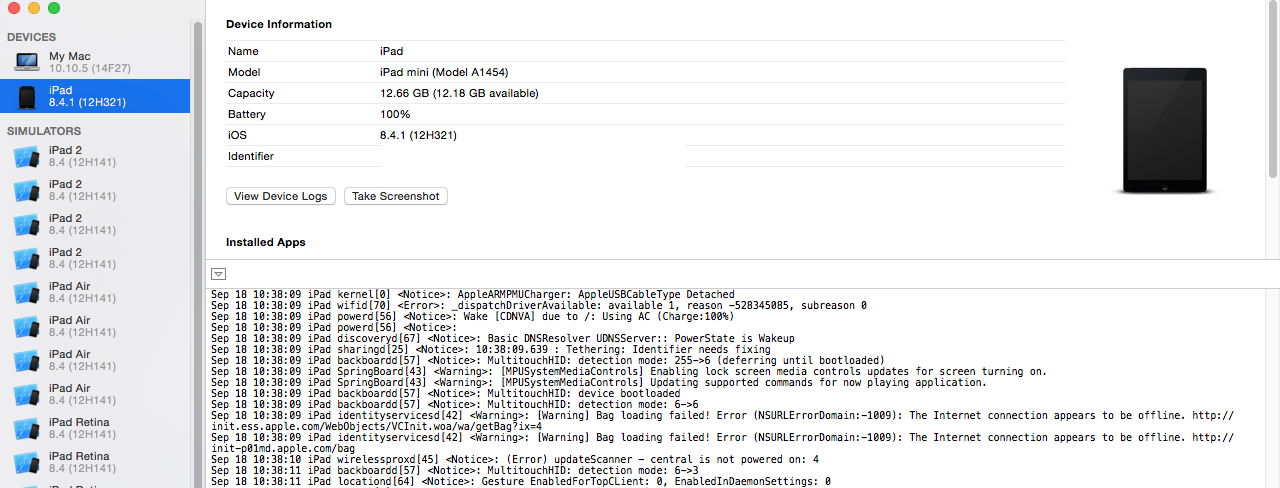 DEVICES
My Mac
10.10.5 (14F27)
iPad
8.4.1 (12H321)
SIMULATORS
iPad 2
8.4 (12H141)
iPad 2
8.4 (12H141)
iPad 2
8.4 (12H141)
iPad 2
8.4 (12H141)
iPad Air
8.4 (12H141)
iPad Air
8.4 (12H141)
iPad Air
8.4 (12H141)
iPad Air
8.4 (12H141)
iPad Retina
8.4 (12H141)
iPad Retina
8.4 (12H141)
Device Information
Name iPad
Model iPad mini (Model A1454)
Capacity 12.66 GB (12.18 GB available)
Battery 100%
iOS 8.4.1 (12H321)
Identifier
View Device Logs Take Screenshot
Installed Apps
Sep 18 10:38:09 iPad kernel[0] <Notice>: AppleARMPMUCharger: AppleUSBCableType Detached
Sep 18 10:38:09 iPad wifid[70] <Error>: _dispatchDriverAvailable: available 1, reason -528345085, subreason 0
Sep 18 10:38:09 iPad powerd[56] <Notice>: Wake [CDNVA] due to /: Using AC (Charge:100%)
Sep 18 10:38:09 iPad powerd[56] <Notice>:
Sep 18 10:38:09 iPad discoveryd[67] <Notice>: Basic DNSResolver UDNSServer:: PowerState is Wakeup
Sep 18 10:38:09 iPad sharingd[25] <Notice>: 10:38:09.639 : Tethering: Identifier needs fixing
Sep 18 10:38:09 iPad backboardd[57] <Notice>: MultitouchHID: detection mode: 255->6 (deferring until bootloaded)
Sep 18 10:38:09 iPad SpringBoard[43] <Warning>: [MPUSystemMediaControls] Enabling lock screen media controls updates for screen turning on.
Sep 18 10:38:09 iPad SpringBoard[43] <Warning>: [MPUSystemMediaControls] Updating supported commands for now playing application.
Sep 18 10:38:09 iPad backboardd[57] <Notice>: MultitouchHID: device bootloaded
Sep 18 10:38:09 iPad backboardd[57] <Notice>: MultitouchHID: detection mode: 6->6
Sep 18 10:38:09 iPad identityservicesd[42] <Warning>: [Warning] Bag loading failed! Error (NSURLErrorDomain:-1009): The Internet connection appears to be offline. http://
init.ess.apple.com/WebObjects/VCInit.woa/wa/getBag?ix=4
Sep 18 10:38:09 iPad identityservicesd[42] <Warning>: [Warning] Bag loading failed! Error (NSURLErrorDomain:-1009): The Internet connection appears to be offline. http://
init-p01md.apple.com/bag
Sep 18 10:38:10 iPad wirelessproxd[45] <Notice>: (Error) updateScanner - central is not powered on: 4
Sep 18 10:38:11 iPad backboardd[57] <Notice>: MultitouchHID: detection mode: 6->3
Sep 18 10:38:11 iPad locationd[64] <Notice>: Gesture EnabledForTopCLient: 0, EnabledInDaemonSettings: 0